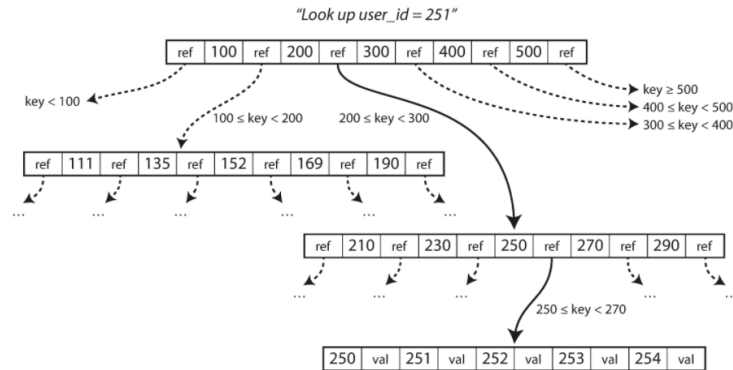 “Look up user_id = 251”
ref 100 ref 200 ref 300 ref 400 ref 500 ref
key < 100
key ≥ 500
400 ≤ key < 500
300 ≤ key < 400
100 ≤ key < 200
200 ≤ key < 300
ref 111 ref 135 ref 152 ref 169 ref 190 ref
... ... ... ... ... ...
ref 210 ref 230 ref 250 ref 270 ref 290 ref
... ... ... ... ..
250 ≤ key < 270
250 val 251 val 252 val 253 val 254 val